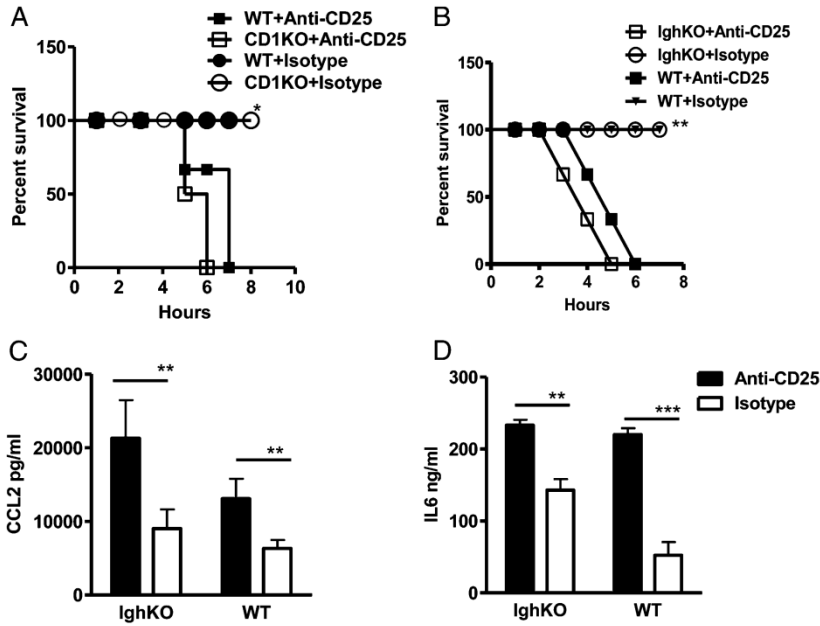 A
WT+Anti-CD25
CD1KO+Anti-CD25
WT+Isotype
CD1KO+Isotype
150
100
50
0
*
Percent survival
0 2 4 6 8 10
Hours
B
IghKO+Anti-CD25
IghKO+Isotype
WT+Anti-CD25
WT+Isotype
150
100
50
0
**
Percent survival
0 2 4 6 8
Hours
C
30000
20000
10000
0
CCL2 pg/ml
**
**
IghKO WT
D
Anti-CD25
Isotype
300
200
100
0
IL6 ng/ml
**
***
IghKO WT